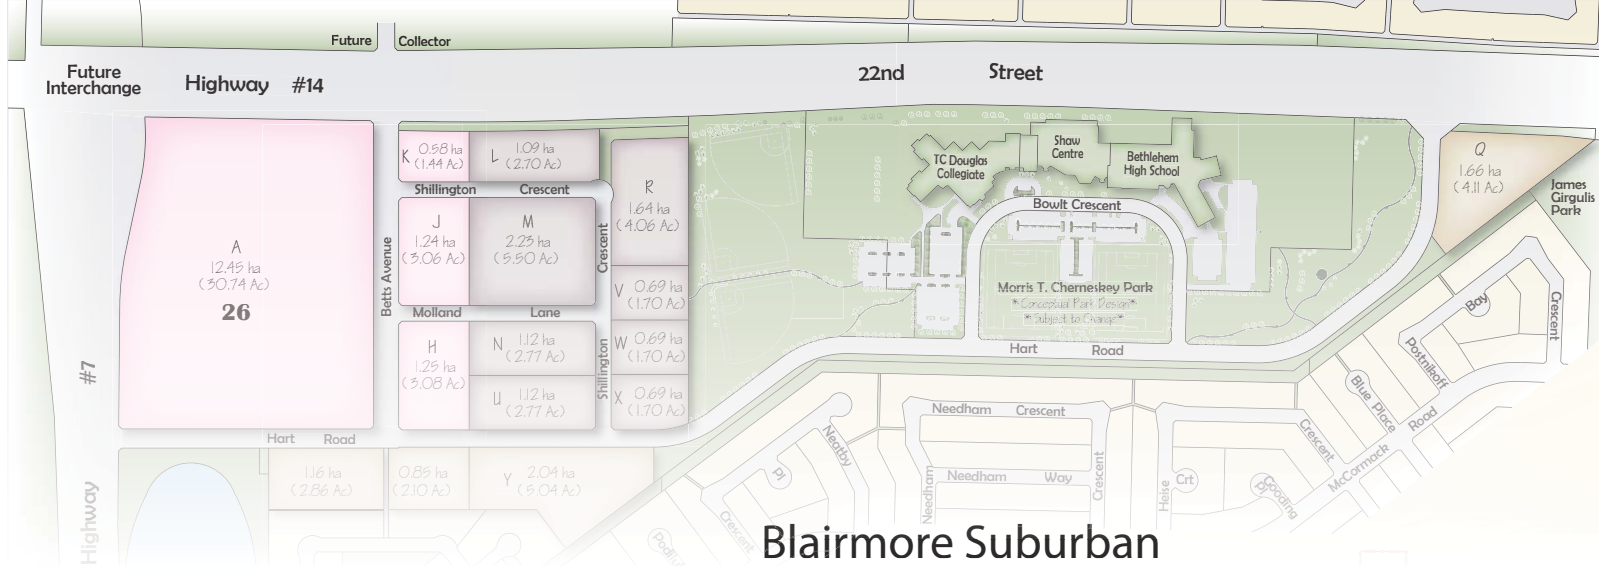 Future Collector
Future
Interchange
Highway #14
22nd Street
K 0.58 ha
(1.44 Ac)
L 1.09 ha
(2.70 Ac)
Shillington Crescent
A
12.45 ha
(30.74 Ac)
26
Betts Avenue
J
1.24 ha
(3.06 Ac)
M
2.23 ha
(5.50 Ac)
Crescent
R
1.64 ha
(4.06 Ac)
V 0.69 ha
(1.70 Ac)
Molland Lane
H
1.25 ha
(3.08 Ac)
N 1.12 ha
(2.77 Ac)
U 1.12 ha
(2.77 Ac)
Shillington
W 0.69 ha
(1.70 Ac)
X 0.69 ha
(1.70 Ac)
TC Douglas
Collegiate
Shaw
Centre
Bethlehem
High School
Bowlt Crescent
Morris T. Cherneskey Park
*Conceptual Park Design*
*Subject to Change*
Hart Road
Q
1.66 ha
(4.11 Ac)
James
Girgulis
Park
Bay
Crescent
Postnikoff
Blue Place
McCormack Road
Crescent
#7
Highway
Hart Road
1.16 ha
(2.86 Ac)
0.85 ha
(2.10 Ac)
Y 2.04 ha
(5.04 Ac)
Neatby
Pl
Crescent
Needham Crescent
Needham Way
Needham
Crescent
Heise
Crt
Gooding
Pl
Blairmore Suburban